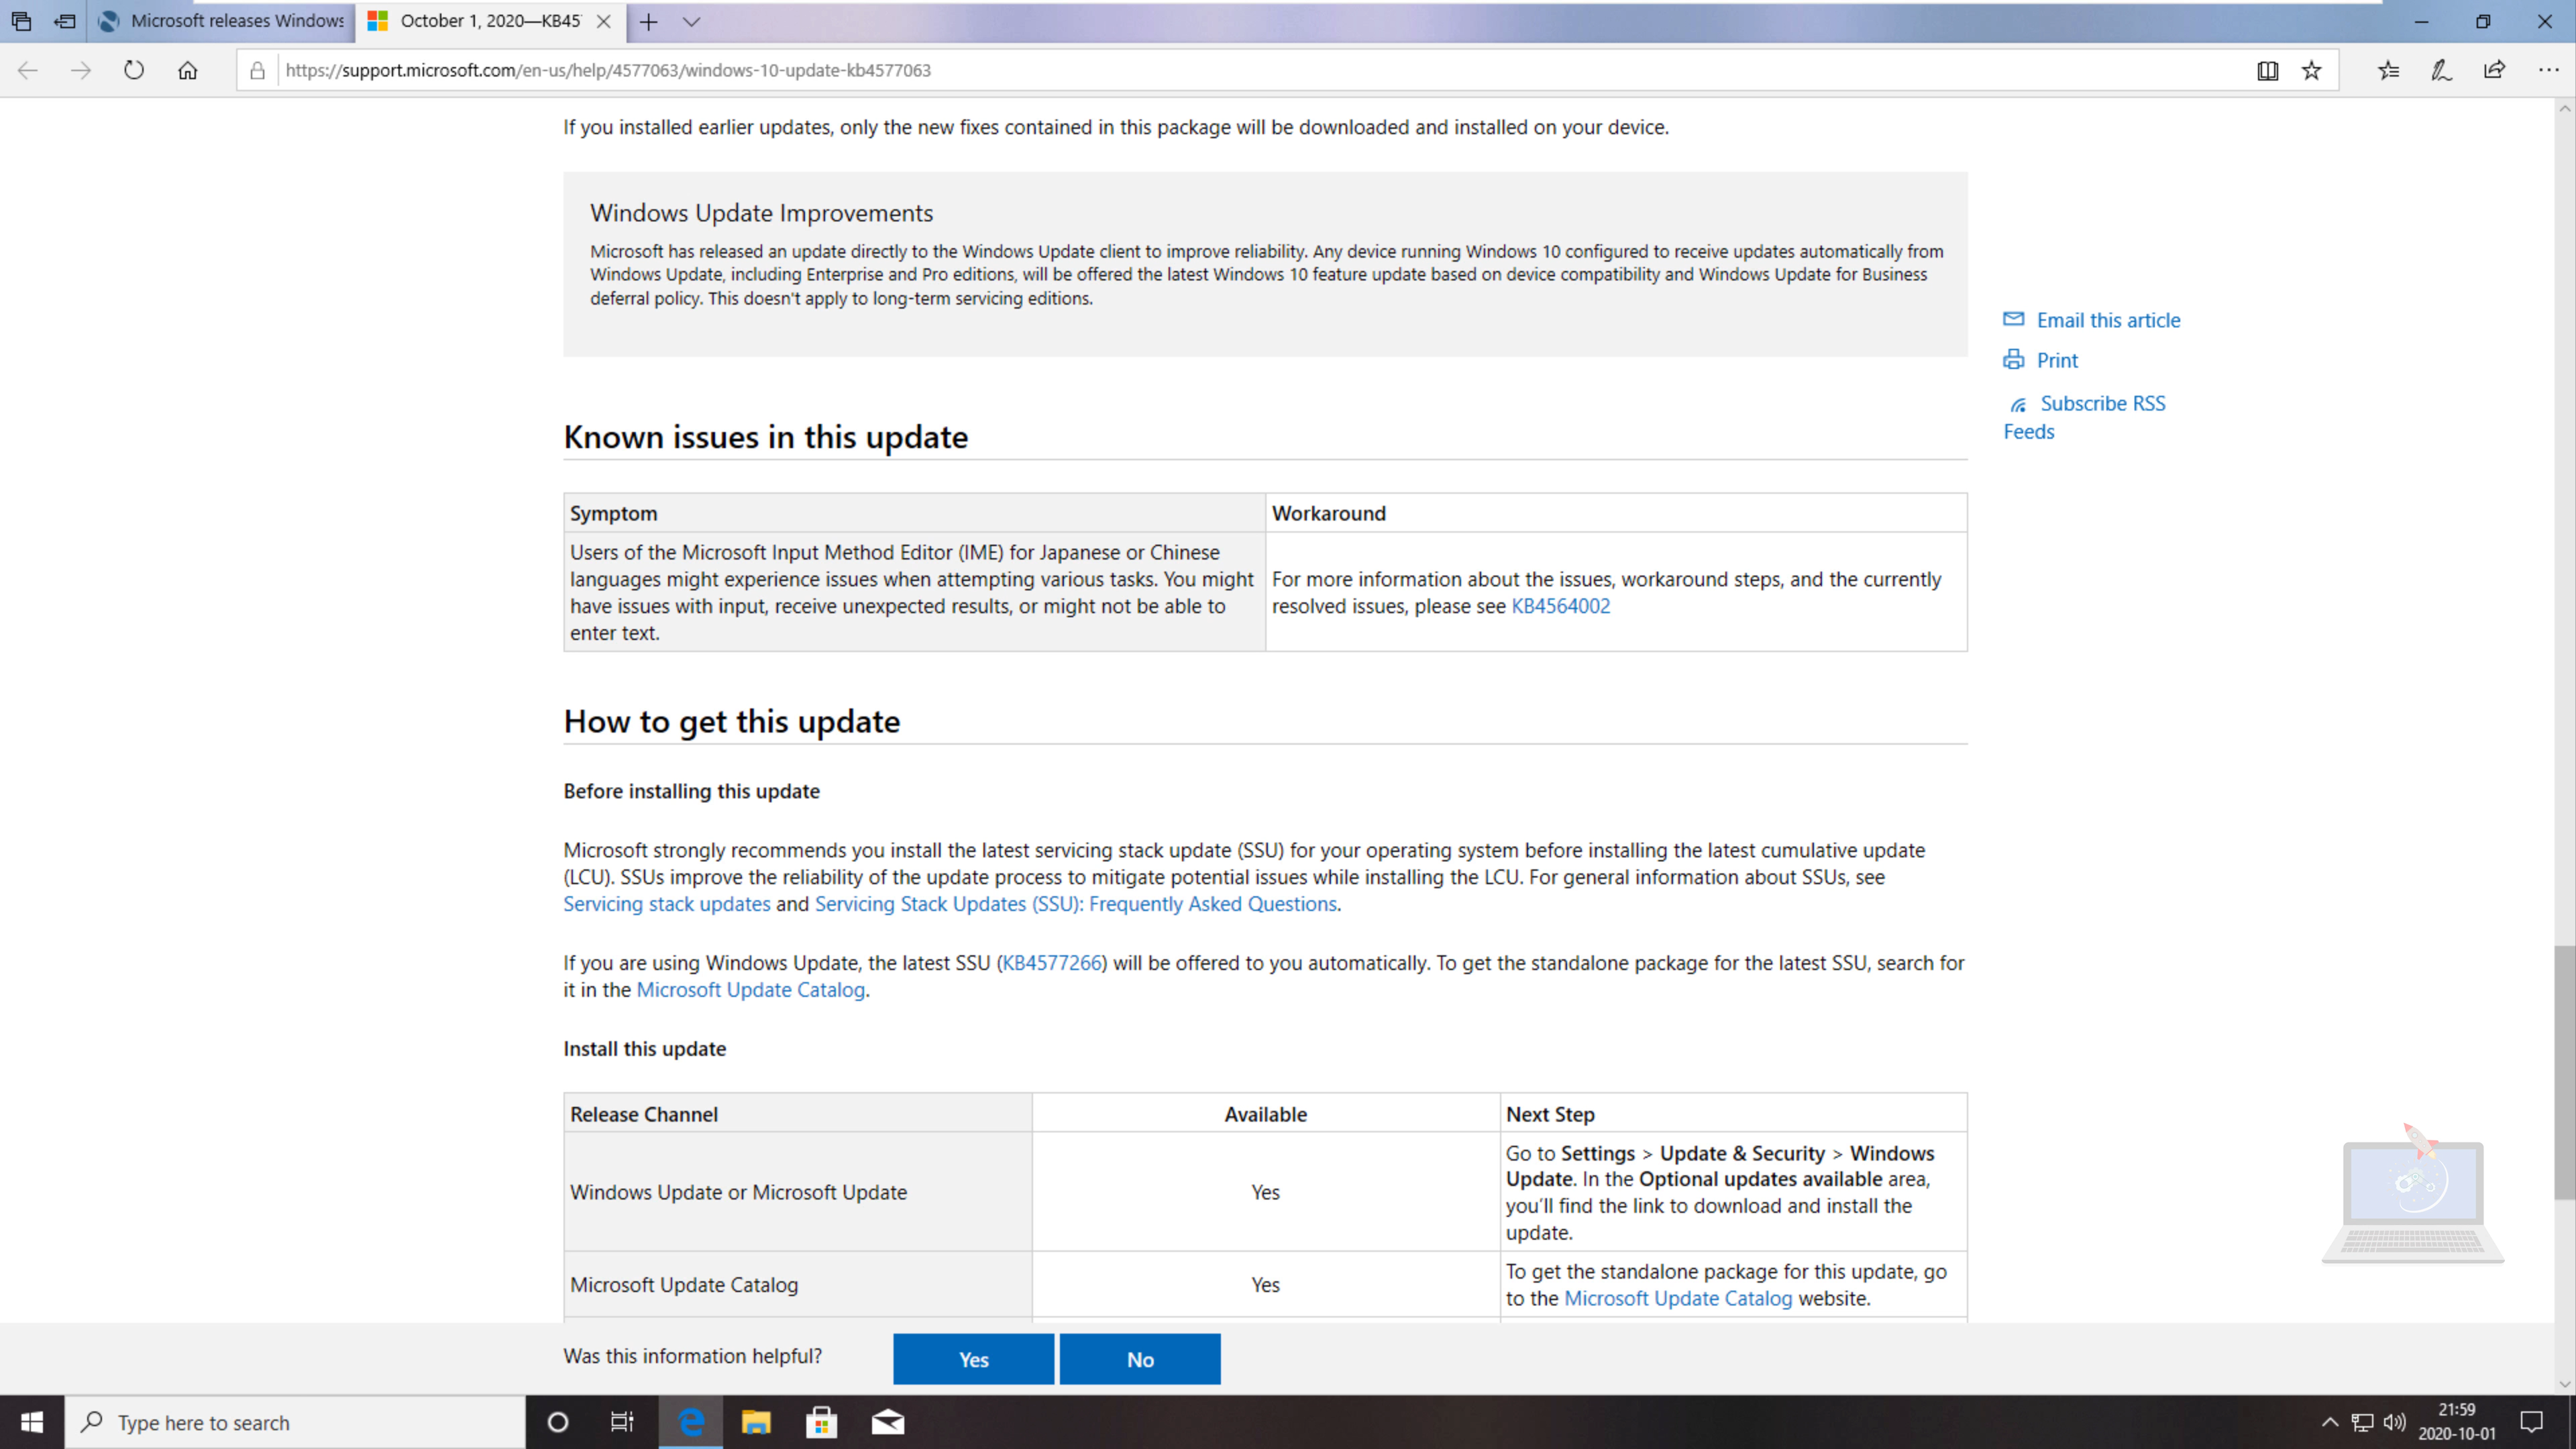 Microsoft releases Windows
October 1, 2020—KB45
https://support.microsoft.com/en-us/help/4577063/windows-10-update-kb4577063
If you installed earlier updates, only the new fixes contained in this package will be downloaded and installed on your device.
Windows Update Improvements
Microsoft has released an update directly to the Windows Update client to improve reliability. Any device running Windows 10 configured to receive updates automatically from
Windows Update, including Enterprise and Pro editions, will be offered the latest Windows 10 feature update based on device compatibility and Windows Update for Business
deferral policy. This doesn't apply to long-term servicing editions.
Email this article
Print
Subscribe RSS
Feeds
Known issues in this update
Symptom
Workaround
Users of the Microsoft Input Method Editor (IME) for Japanese or Chinese
languages might experience issues when attempting various tasks. You might
have issues with input, receive unexpected results, or might not be able to
enter text.
For more information about the issues, workaround steps, and the currently
resolved issues, please see KB4564002
How to get this update
Before installing this update
Microsoft strongly recommends you install the latest servicing stack update (SSU) for your operating system before installing the latest cumulative update
(LCU). SSUs improve the reliability of the update process to mitigate potential issues while installing the LCU. For general information about SSUs, see
Servicing stack updates and Servicing Stack Updates (SSU): Frequently Asked Questions.
If you are using Windows Update, the latest SSU (KB4577266) will be offered to you automatically. To get the standalone package for the latest SSU, search for
it in the Microsoft Update Catalog.
Install this update
Release Channel
Available
Next Step
Windows Update or Microsoft Update
Yes
Go to Settings > Update & Security > Windows
Update. In the Optional updates available area,
you'll find the link to download and install the
update.
Microsoft Update Catalog
Yes
To get the standalone package for this update, go
to the Microsoft Update Catalog website.
Was this information helpful?
Yes
No
Type here to search
21:59
2020-10-01